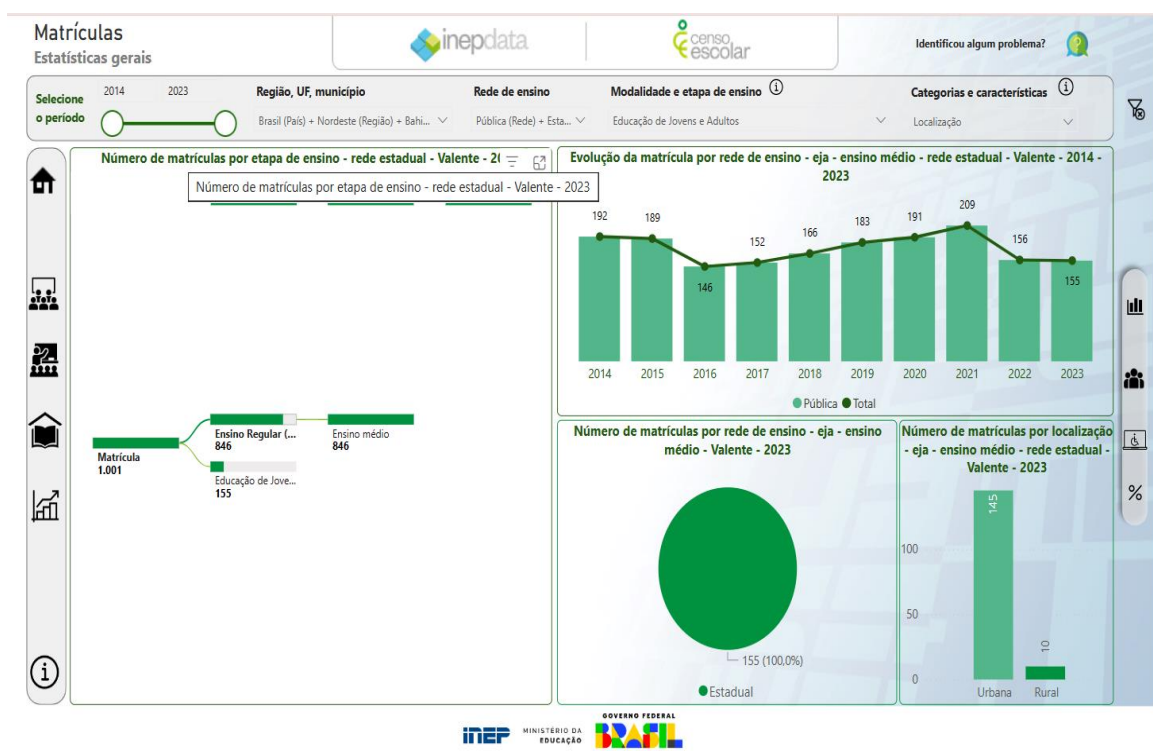 Matrículas
Estatísticas gerais
inepdata
censo
escolar
Identificou algum problema?
Selecione
o período
2014 2023
Região, UF, município
Brasil (País) + Nordeste (Região) + Bahi...
Rede de ensino
Pública (Rede) + Esta...
Modalidade e etapa de ensino
Educação de Jovens e Adultos
Categorias e características
Localização
Número de matrículas por etapa de ensino - rede estadual - Valente - 20
Número de matrículas por etapa de ensino - rede estadual - Valente - 2023
Matrícula
1.001
Ensino Regular (...
846
Ensino médio
846
Educação de Jove...
155
Evolução da matrícula por rede de ensino - eja - ensino médio - rede estadual - Valente - 2014 -
2023
192 189 146 152 166 183 191 209 156 155
2014 2015 2016 2017 2018 2019 2020 2021 2022 2023
Pública Total
Número de matrículas por rede de ensino - eja - ensino
médio - Valente - 2023
155 (100,0%)
Estadual
Número de matrículas por localização
- eja - ensino médio - rede estadual -
Valente - 2023
145
100
50
10
0
Urbana Rural
%
inep
MINISTÉRIO DA
EDUCAÇÃO
GOVERNO FEDERAL
BRASIL